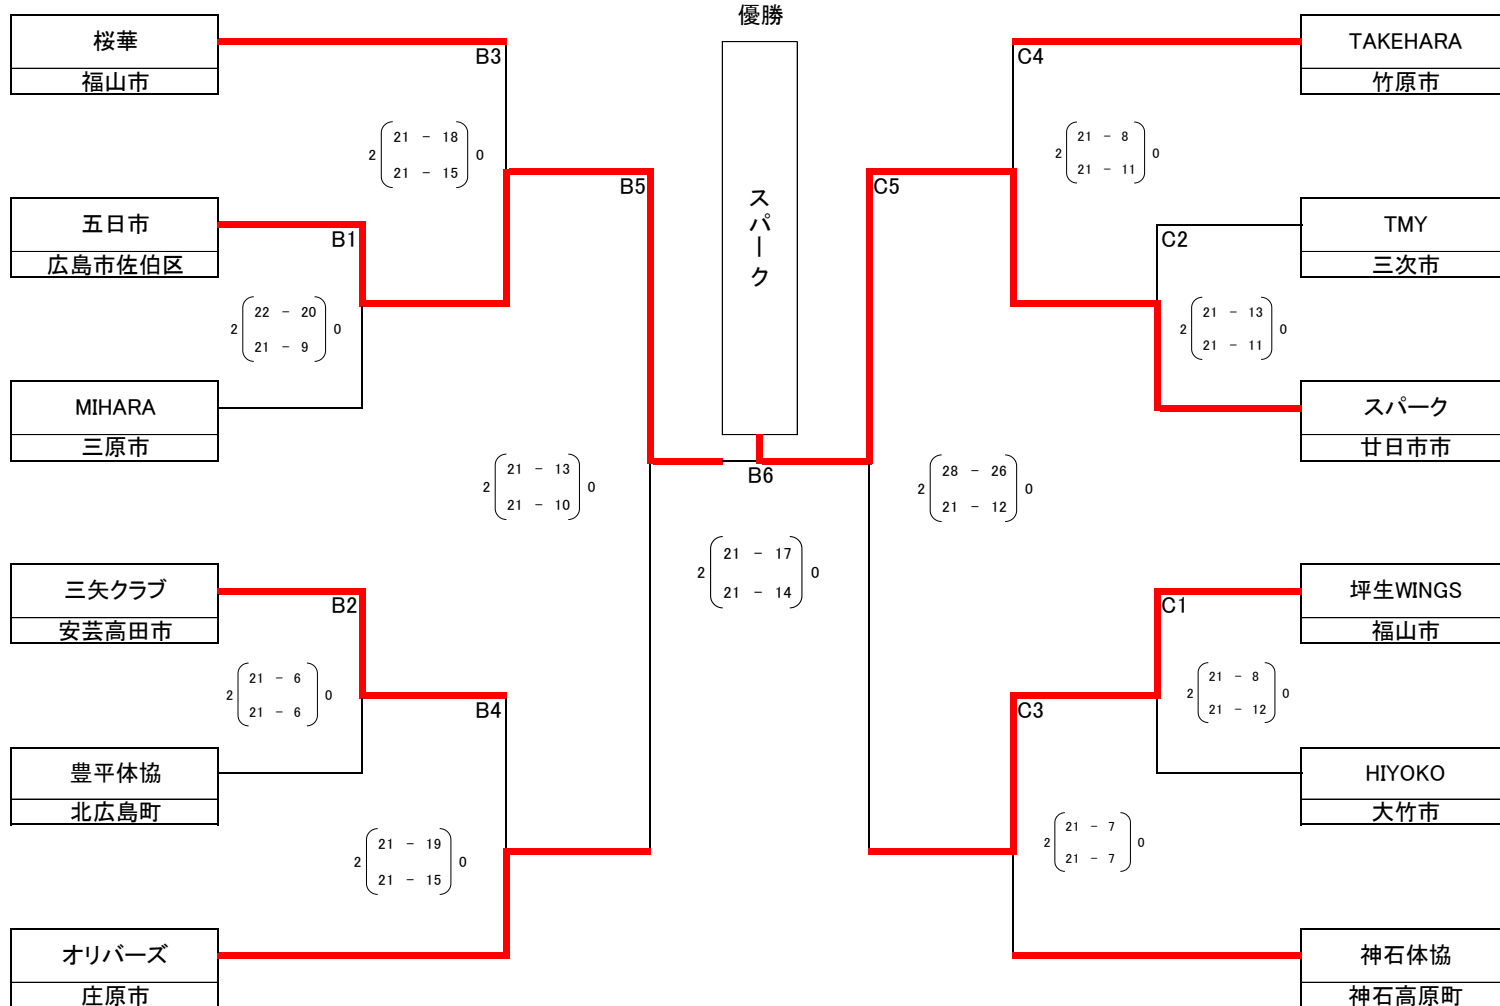 優勝
スパーク
桜華
福山市
B3
2 21 - 18 0
21 - 15
五日市
広島市佐伯区
B1
B5
2 22 - 20 0
21 - 9
MIHARA
三原市
2 21 - 13 0
21 - 10
三矢クラブ
安芸高田市
B2
2 21 - 6 0
21 - 6
B4
豊平体協
北広島町
2 21 - 19 0
21 - 15
オリバーズ
庄原市
B6
2 21 - 17 0
21 - 14
TAKEHARA
竹原市
C4
2 21 - 8 0
21 - 11
C5
TMY
三次市
C2
2 21 - 13 0
21 - 11
スパーク
廿日市市
2 28 - 26 0
21 - 12
坪生WINGS
福山市
C1
2 21 - 8 0
21 - 12
C3
HIYOKO
大竹市
2 21 - 7 0
21 - 7
神石体協
神石高原町